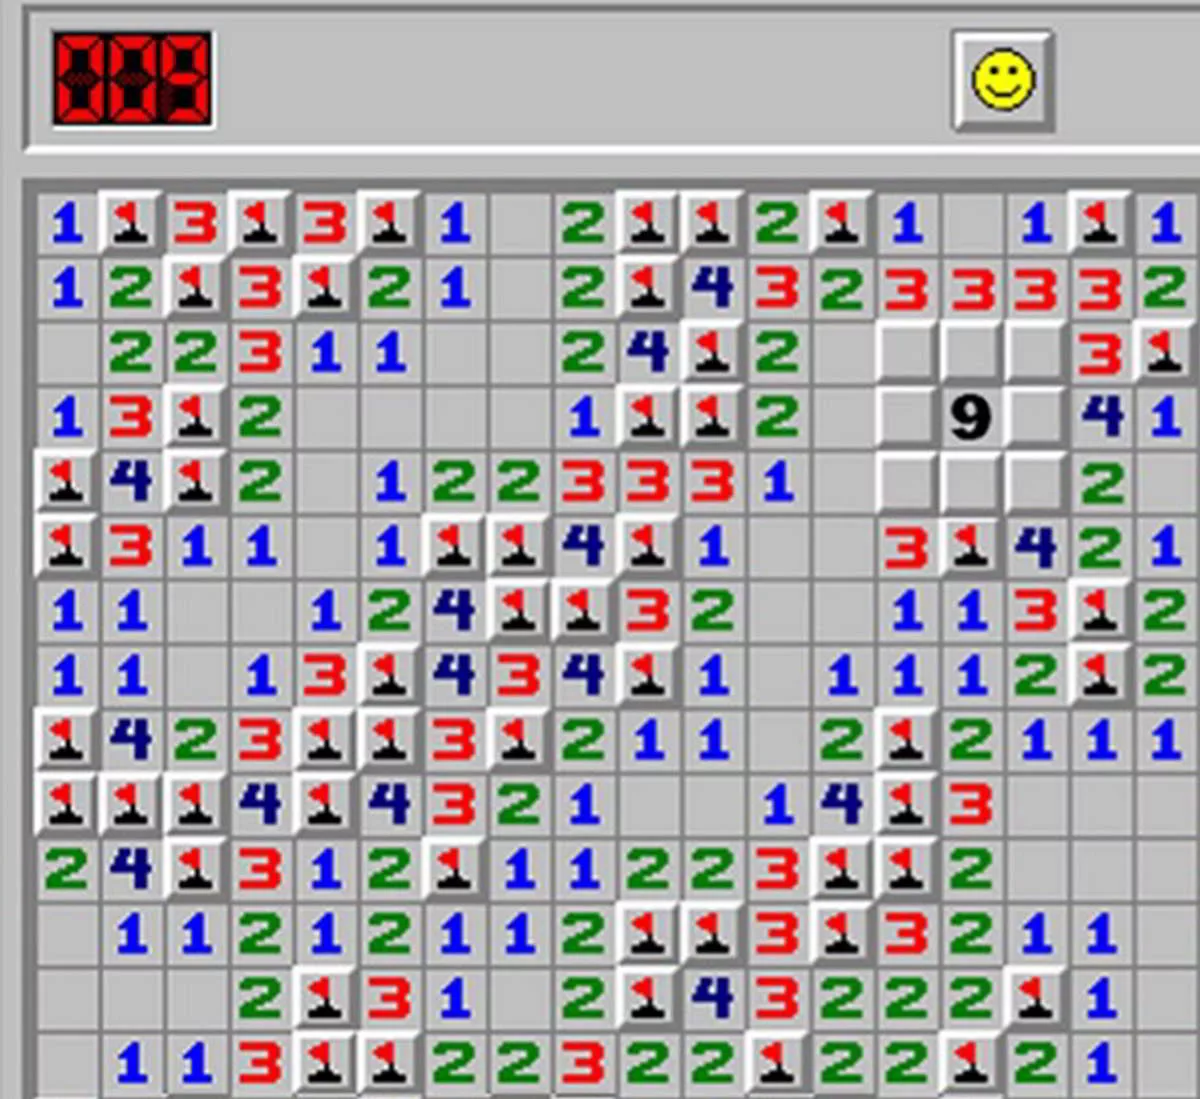 1 3 3 1 2 2 1 1 1
1 2 3 2 1 2 4 3 2 3 3 3 3 2
2 2 3 1 1 2 4 2 3
1 3 2 1 2 9 4 1
4 2 1 2 2 3 3 3 1 2
3 1 1 1 4 1 3 4 2 1
1 1 1 2 4 3 2 1 1 3 2
1 1 1 3 4 3 4 1 1 1 1 2 2
4 2 3 3 2 1 1 2 2 1 1 1
4 4 3 2 1 1 4 3
2 4 3 1 2 1 1 2 2 3 2
1 1 2 1 2 1 1 2 3 3 2 1 1
2 3 1 2 4 3 2 2 2 1
1 1 3 2 2 3 2 2 2 2 2 1